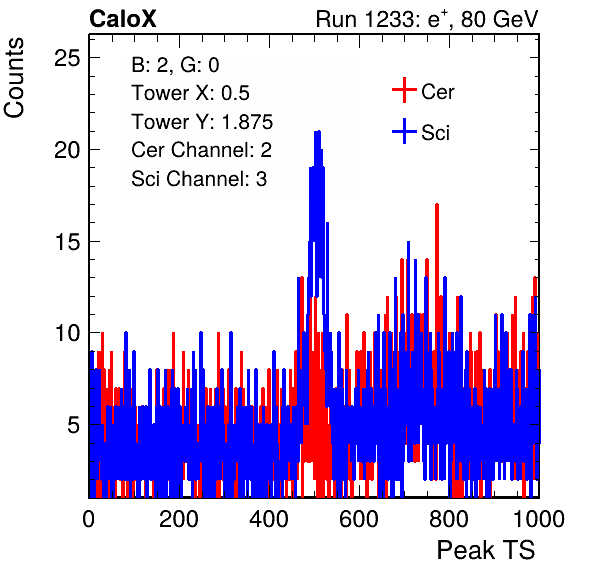 CaloX Run 1233: e⁺, 80 GeV
Counts
25
20
15
10
5
B: 2, G: 0
Tower X: 0.5
Tower Y: 1.875
Cer Channel: 2
Sci Channel: 3
Cer
Sci
0 200 400 600 800 1000
Peak TS